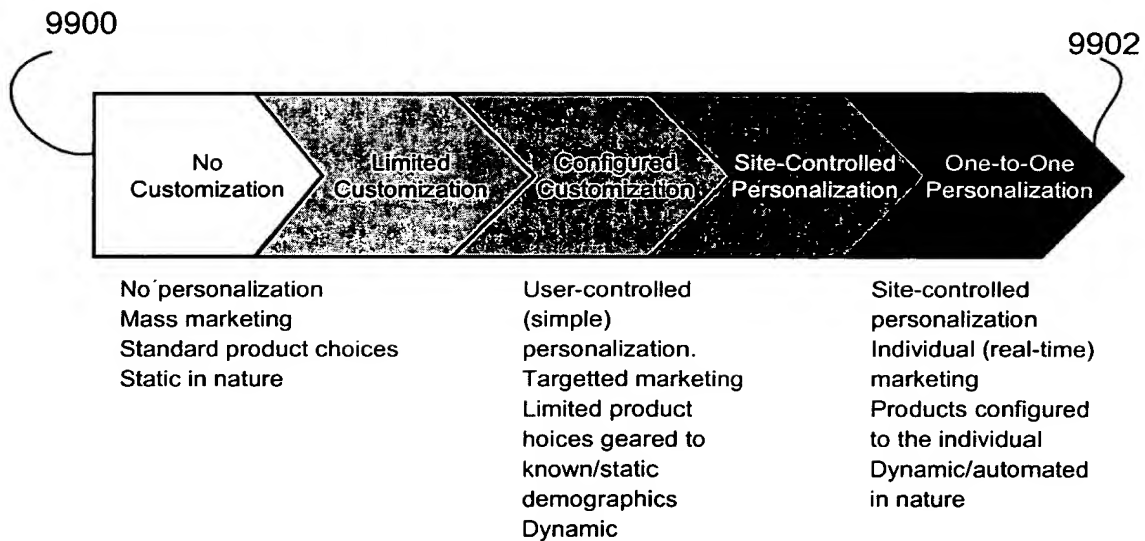 9900
9902
No
Customization
Limited
Customization
Configured
Customization
Site-Controlled
Personalization
One-to-One
Personalization
No personalization
Mass marketing
Standard product choices
Static in nature
User-controlled
(simple)
personalization.
Targetted marketing
Limited product
hoices geared to
known/static
demographics
Dynamic
Site-controlled
personalization
Individual (real-time)
marketing
Products configured
to the individual
Dynamic/automated
in nature